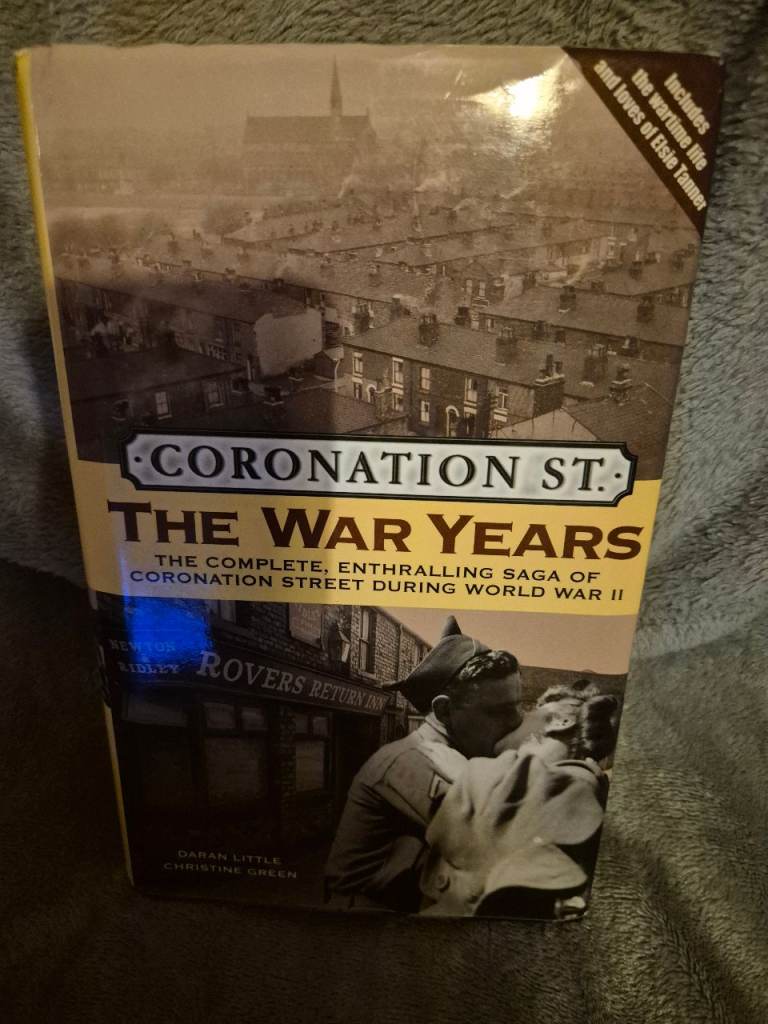 Includes
the wartime life
and loves of Elsie Tanner
·CORONATION ST.·
THE WAR YEARS
THE COMPLETE, ENTHRALLING SAGA OF
CORONATION STREET DURING WORLD WAR II
NEWTON
RIDLEY
ROVERS RETURN INN
DARAN LITTLE
CHRISTINE GREEN